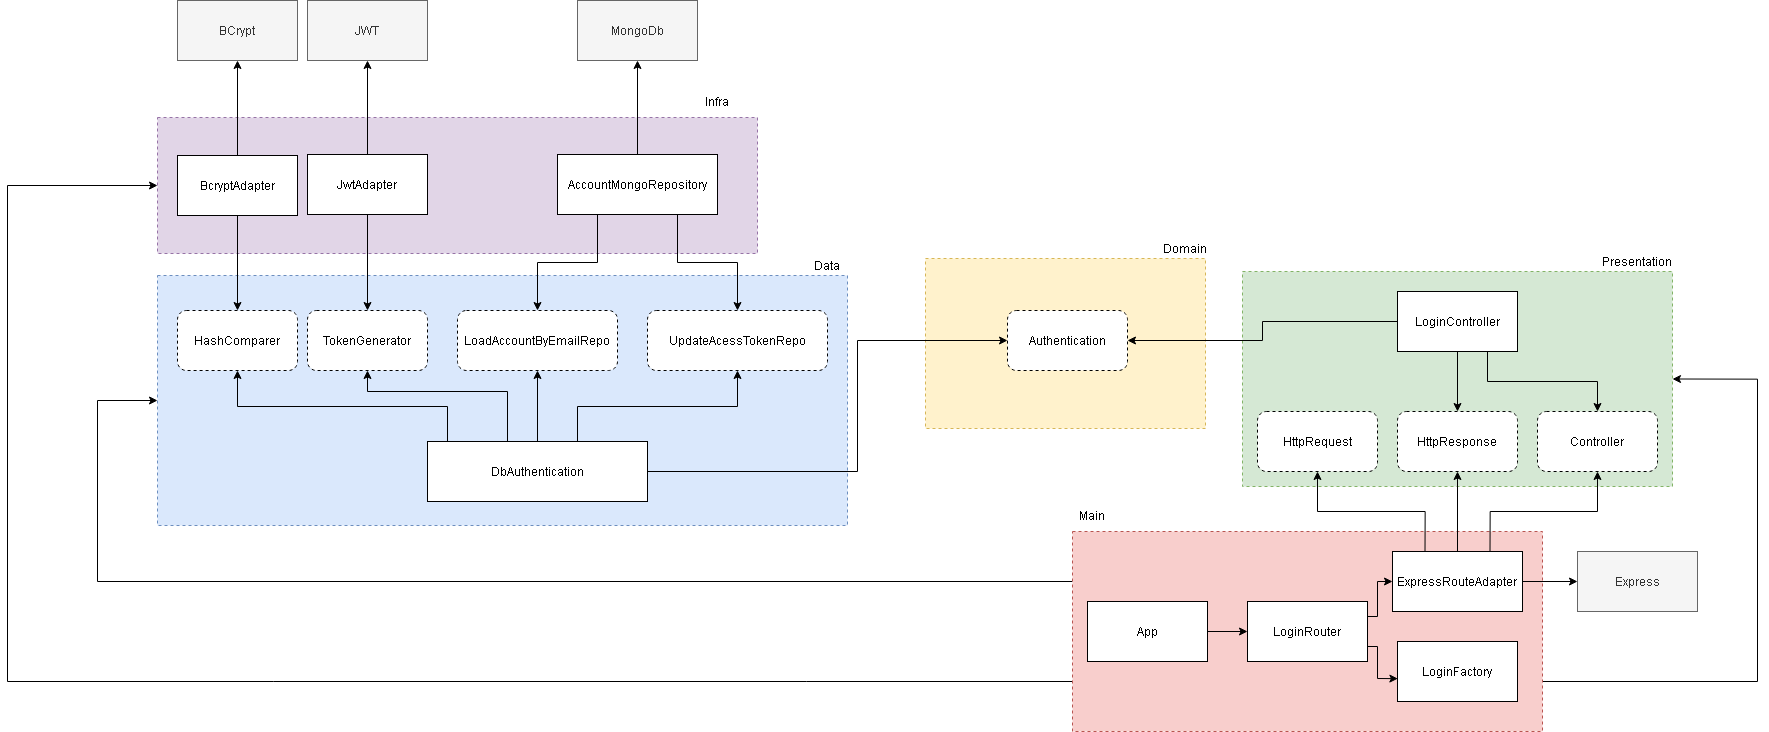 BCrypt
JWT
MongoDb
Infra
BcryptAdapter
JwtAdapter
AccountMongoRepository
Domain
Data
Presentation
HashComparer
TokenGenerator
LoadAccountByEmailRepo
UpdateAcessTokenRepo
Authentication
LoginController
HttpRequest
HttpResponse
Controller
DbAuthentication
Main
ExpressRouteAdapter
Express
App
LoginRouter
LoginFactory